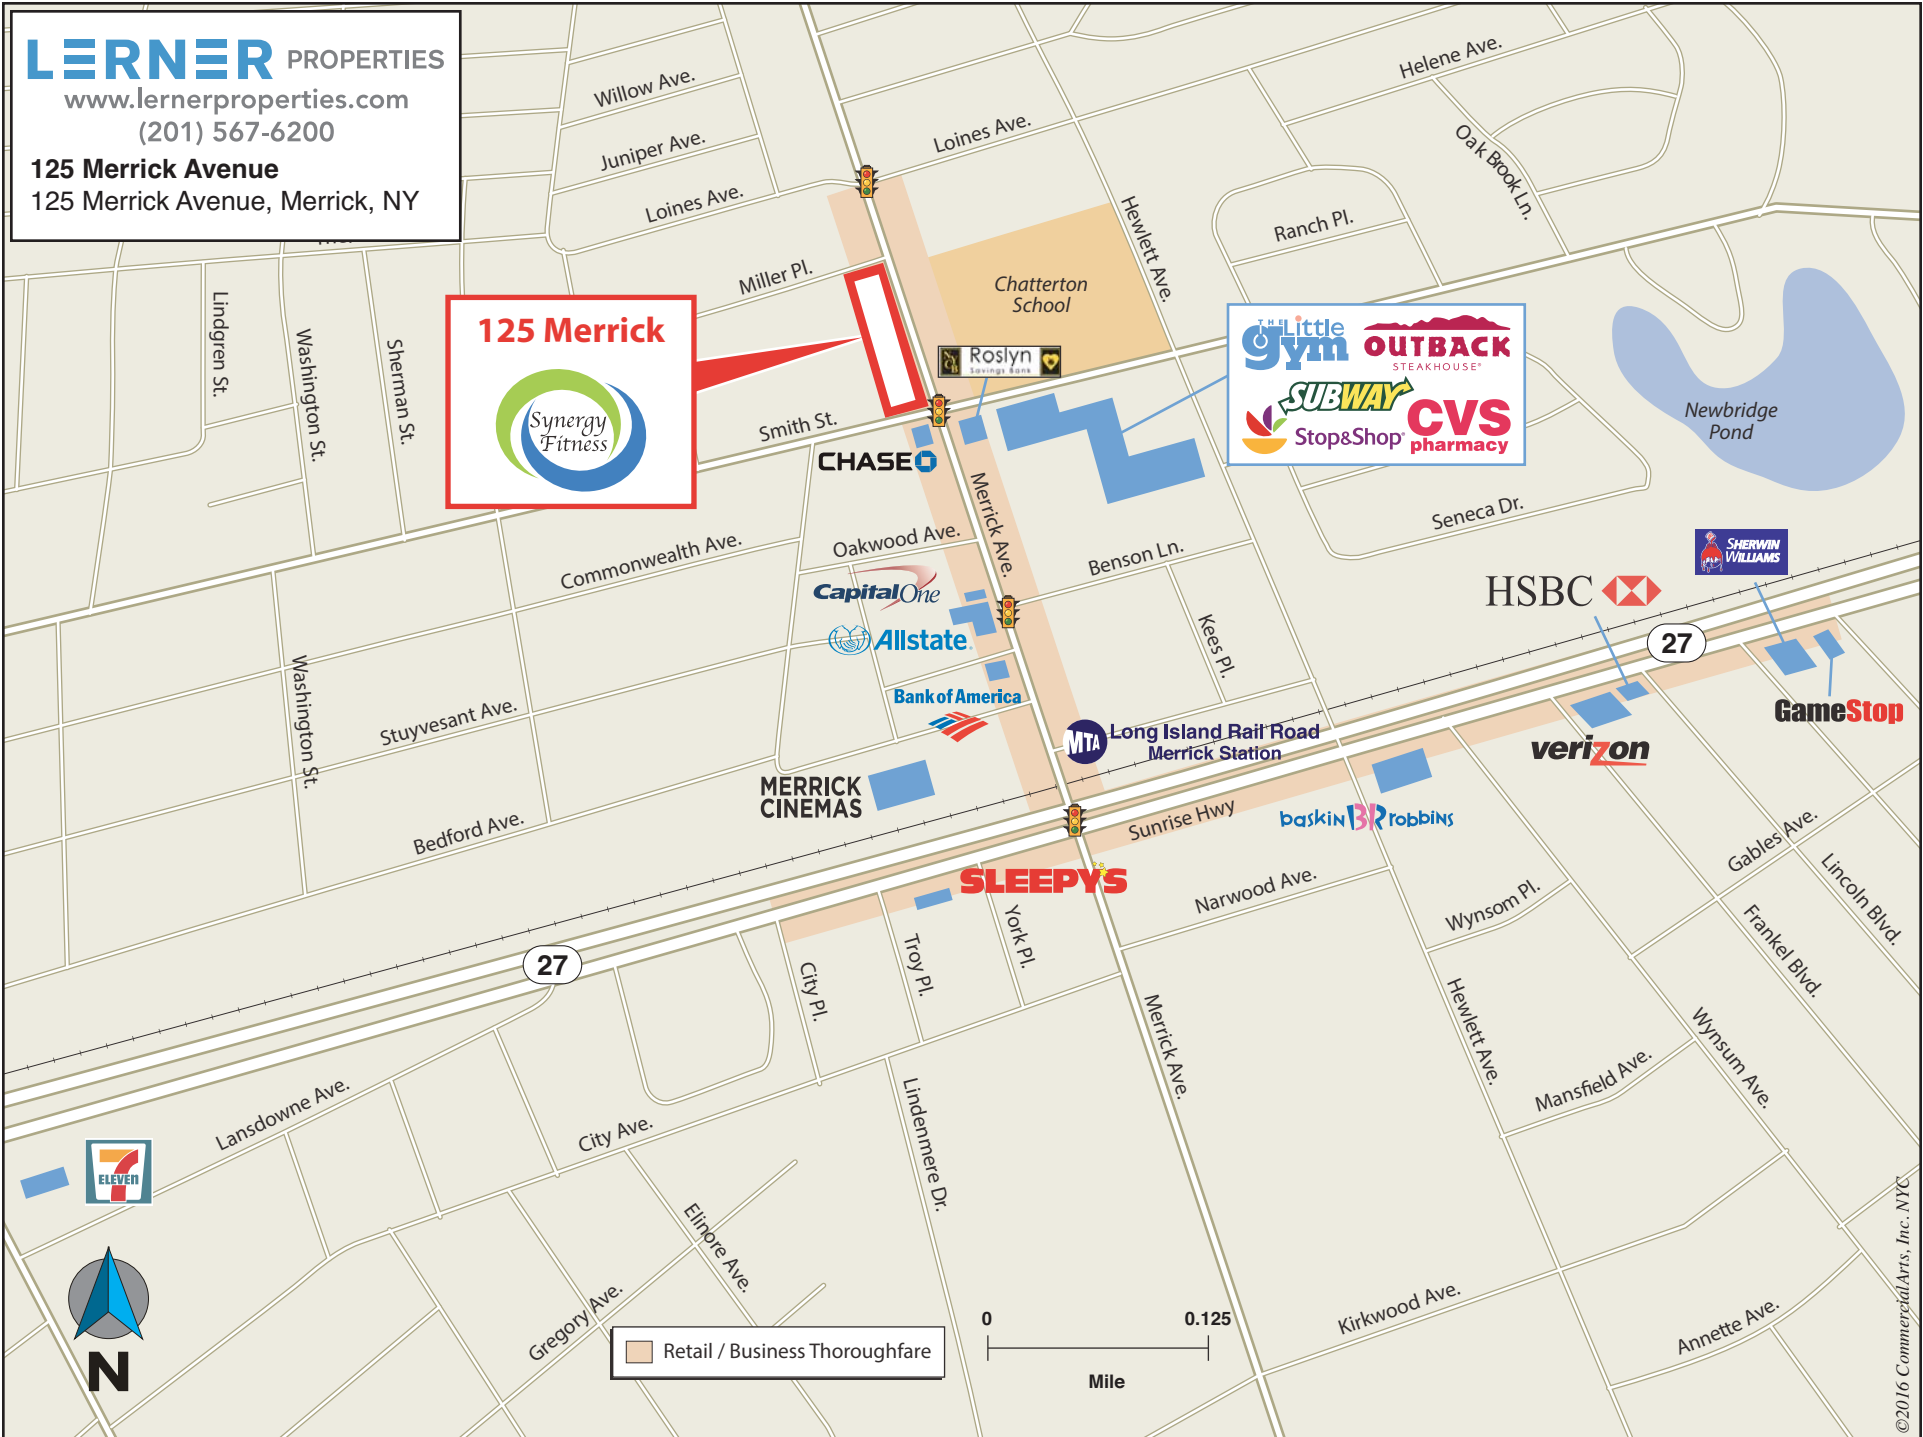 LERNER PROPERTIES
www.lernerproperties.com
(201) 567-6200
125 Merrick Avenue
125 Merrick Avenue, Merrick, NY
Willow Ave.
Juniper Ave.
Loines Ave.
Loines Ave.
Helene Ave.
Oak Brook Ln.
Hewlett Ave.
Ranch Pl.
Miller Pl.
Chatterton
School
Lindgren St.
Washington St.
Sherman St.
125 Merrick
Synergy
Fitness
NYCB
Roslyn
Savings Bank
THE Little
gym
OUTBACK
STEAKHOUSE®
SUBWAY
Stop&Shop®
CVS
pharmacy
Newbridge
Pond
Smith St.
CHASE
Merrick Ave.
Seneca Dr.
Commonwealth Ave.
Oakwood Ave.
Benson Ln.
SHERWIN
WILLIAMS
HSBC
Capital One
Allstate
Kees Pl.
27
Washington St.
Stuyvesant Ave.
Bank of America
GameStop
MTA
Long Island Rail Road
Merrick Station
verizon
MERRICK
CINEMAS
Bedford Ave.
Sunrise Hwy
baskin BR robbins
Gables Ave.
Lincoln Blvd.
SLEEPY'S
Narwood Ave.
Wynsom Pl.
Frankel Blvd.
27
City Pl.
Troy Pl.
York Pl.
Merrick Ave.
Hewlett Ave.
Wynsum Ave.
Mansfield Ave.
Lansdowne Ave.
City Ave.
Lindenmere Dr.
7
ELEVEn
Elinore Ave.
Gregory Ave.
Kirkwood Ave.
Annette Ave.
N
Retail / Business Thoroughfare
0
0.125
Mile
©2016 CommercialArts, Inc. NYC